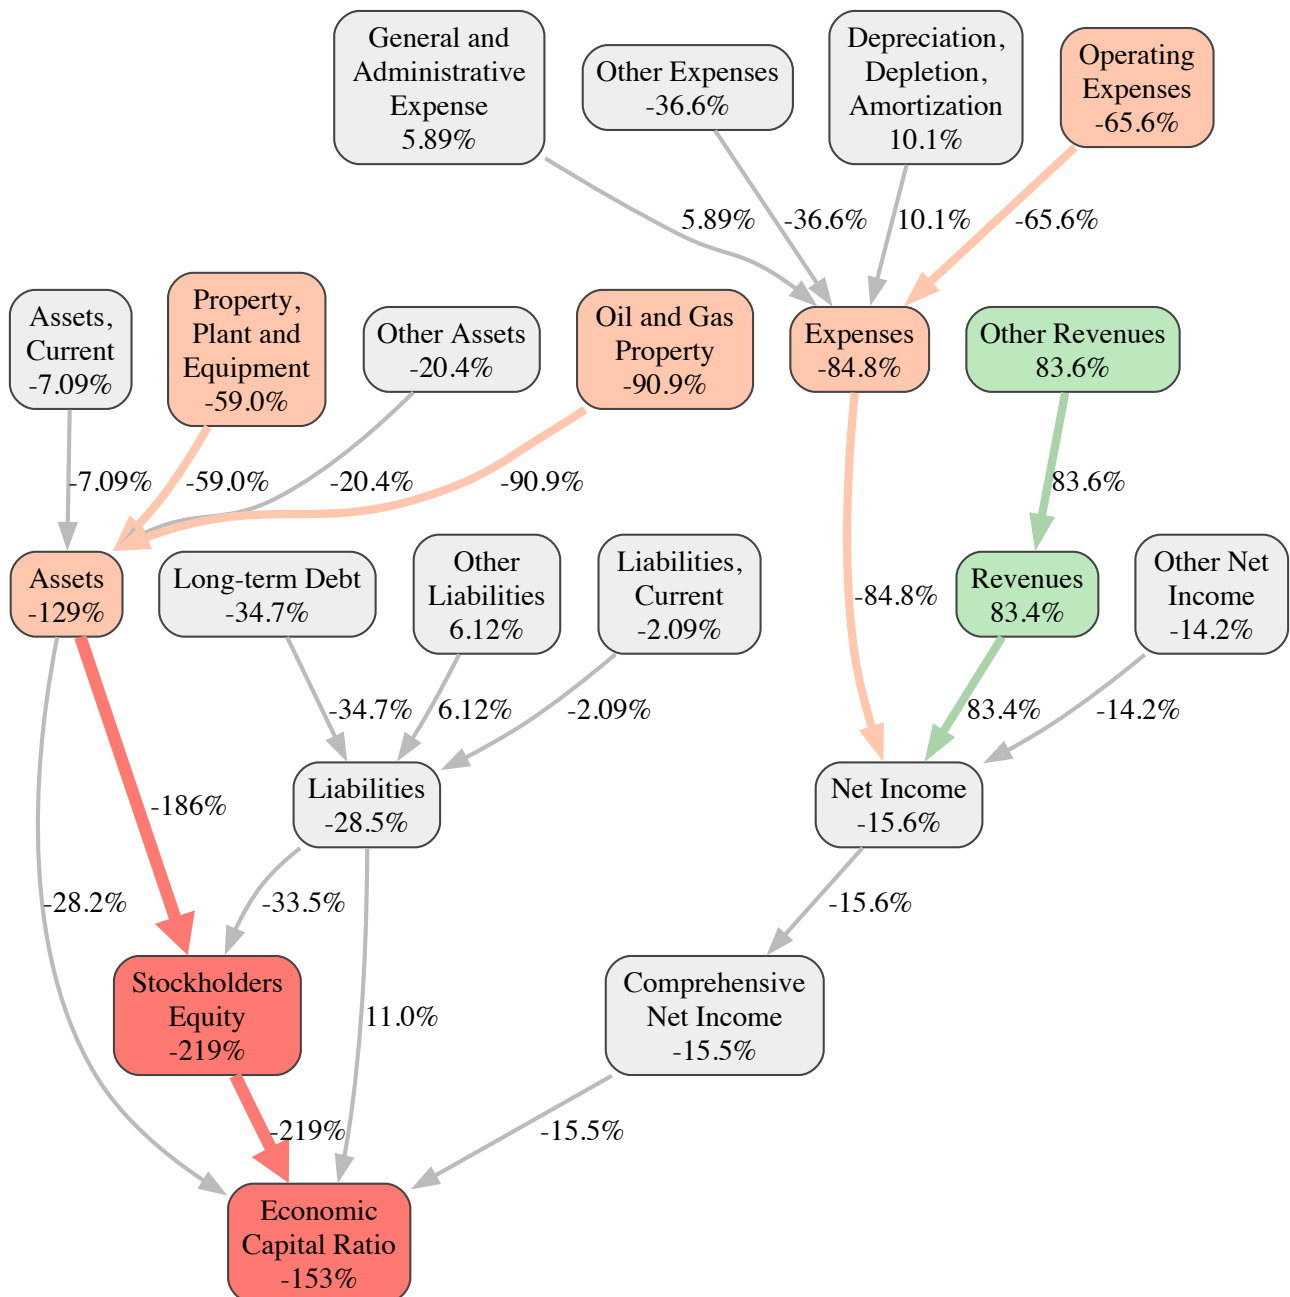 General and
Administrative
Expense
5.89%
Other Expenses
-36.6%
Depreciation,
Depletion,
Amortization
10.1%
Operating
Expenses
-65.6%
5.89%
-36.6%
10.1%
-65.6%
Assets,
Current
-7.09%
Property,
Plant and
Equipment
-59.0%
Other Assets
-20.4%
Oil and Gas
Property
-90.9%
Expenses
-84.8%
Other Revenues
83.6%
-7.09%
-59.0%
-20.4%
-90.9%
83.6%
Assets
-129%
Long-term Debt
-34.7%
Other
Liabilities
6.12%
Liabilities,
Current
-2.09%
-84.8%
Revenues
83.4%
Other Net
Income
-14.2%
-34.7%
6.12%
-2.09%
83.4%
-14.2%
-186%
Liabilities
-28.5%
Net Income
-15.6%
-28.2%
-33.5%
-15.6%
Stockholders
Equity
-219%
11.0%
Comprehensive
Net Income
-15.5%
-219%
-15.5%
Economic
Capital Ratio
-153%